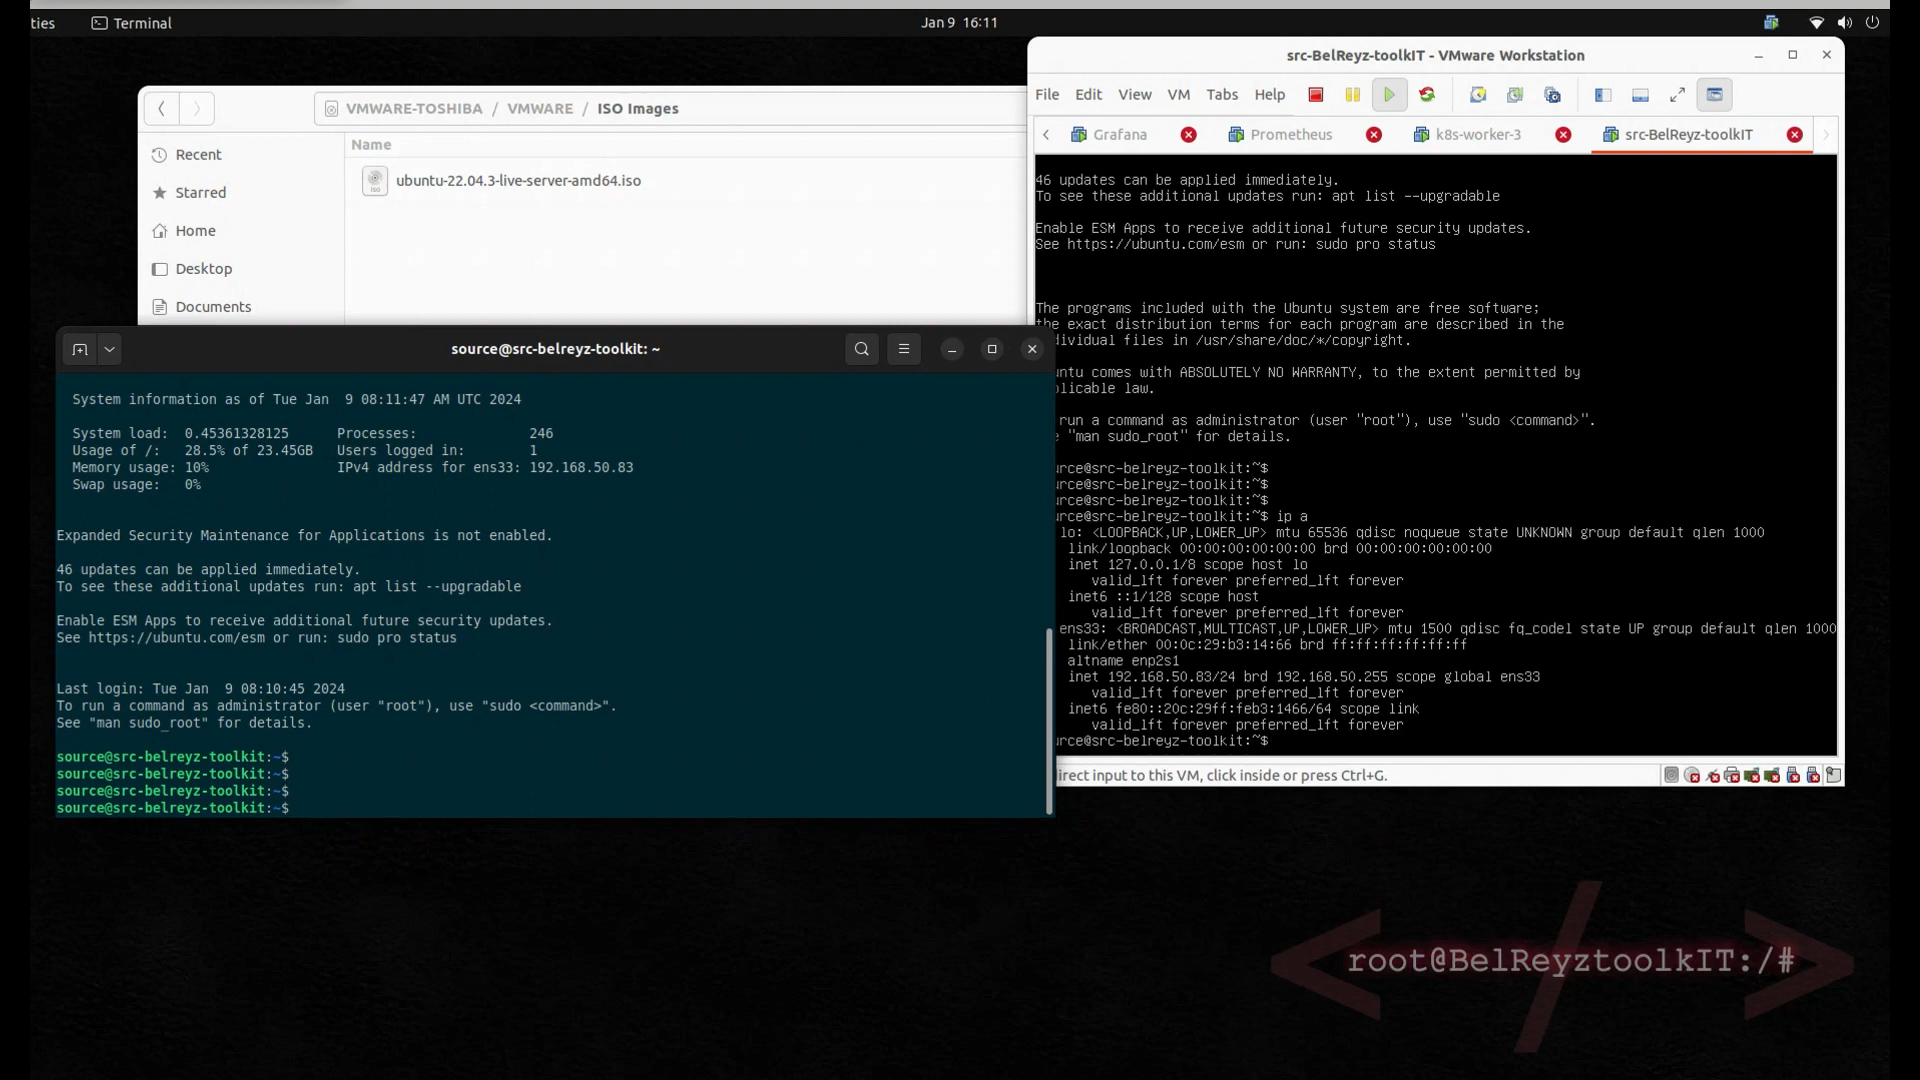 ties
Terminal
Jan 9 16:11
VMWARE-TOSHIBA / VMWARE / ISO Images
Name
Recent
Starred
Home
Desktop
Documents
ubuntu-22.04.3-live-server-amd64.iso
source@src-belreyz-toolkit: ~
System information as of Tue Jan  9 08:11:47 AM UTC 2024
System load:  0.45361328125      Processes:              246
Usage of /:   28.5% of 23.45GB   Users logged in:        1
Memory usage: 10%                IPv4 address for ens33: 192.168.50.83
Swap usage:   0%
Expanded Security Maintenance for Applications is not enabled.
46 updates can be applied immediately.
To see these additional updates run: apt list --upgradable
Enable ESM Apps to receive additional future security updates.
See https://ubuntu.com/esm or run: sudo pro status
Last login: Tue Jan  9 08:10:45 2024
To run a command as administrator (user "root"), use "sudo <command>".
See "man sudo_root" for details.
source@src-belreyz-toolkit:~$
source@src-belreyz-toolkit:~$
source@src-belreyz-toolkit:~$
source@src-belreyz-toolkit:~$
src-BelReyz-toolkIT - VMware Workstation
File Edit View VM Tabs Help
Grafana
Prometheus
k8s-worker-3
src-BelReyz-toolkIT
46 updates can be applied immediately.
To see these additional updates run: apt list --upgradable
Enable ESM Apps to receive additional future security updates.
See https://ubuntu.com/esm or run: sudo pro status
The programs included with the Ubuntu system are free software;
the exact distribution terms for each program are described in the
dividual files in /usr/share/doc/*/copyright.
untu comes with ABSOLUTELY NO WARRANTY, to the extent permitted by
plicable law.
run a command as administrator (user "root"), use "sudo <command>".
"man sudo_root" for details.
urce@src-belreyz-toolkit:~$
urce@src-belreyz-toolkit:~$
urce@src-belreyz-toolkit:~$
urce@src-belreyz-toolkit:~$ ip a
lo: <LOOPBACK,UP,LOWER_UP> mtu 65536 qdisc noqueue state UNKNOWN group default qlen 1000
link/loopback 00:00:00:00:00:00 brd 00:00:00:00:00:00
inet 127.0.0.1/8 scope host lo
valid_lft forever preferred_lft forever
inet6 ::1/128 scope host
valid_lft forever preferred_lft forever
ens33: <BROADCAST,MULTICAST,UP,LOWER_UP> mtu 1500 qdisc fq_codel state UP group default qlen 1000
link/ether 00:0c:29:b3:14:66 brd ff:ff:ff:ff:ff:ff
altname enp2s1
inet 192.168.50.83/24 brd 192.168.50.255 scope global ens33
valid_lft forever preferred_lft forever
inet6 fe80::20c:29ff:feb3:1466/64 scope link
valid_lft forever preferred_lft forever
urce@src-belreyz-toolkit:~$
irect input to this VM, click inside or press Ctrl+G.
root@BelReyztoolkIT:/#